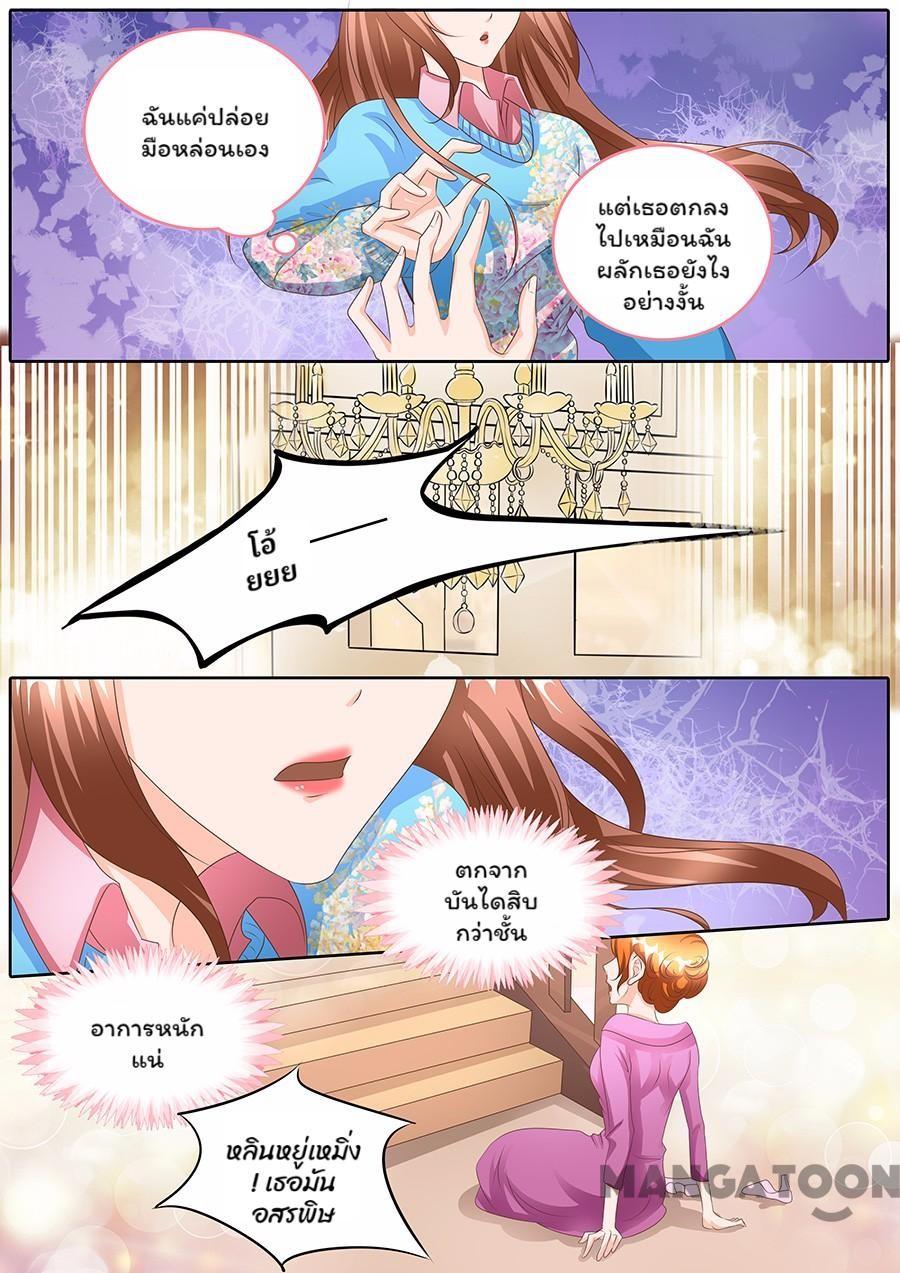 ฉันแค่ปล่อย
มือหล่อนเอง
แต่เธอตกลง
ไปเหมือนฉัน
ผลักเธอยังไง
อย่างงั้น
โอ้
ยยย
ตกจาก
บันไดสิบ
กว่าชั้น
อาการหนัก
แน่
หลินหยู่เหมิ่ง
! เธอมัน
อสรพิษ
MANGATOON